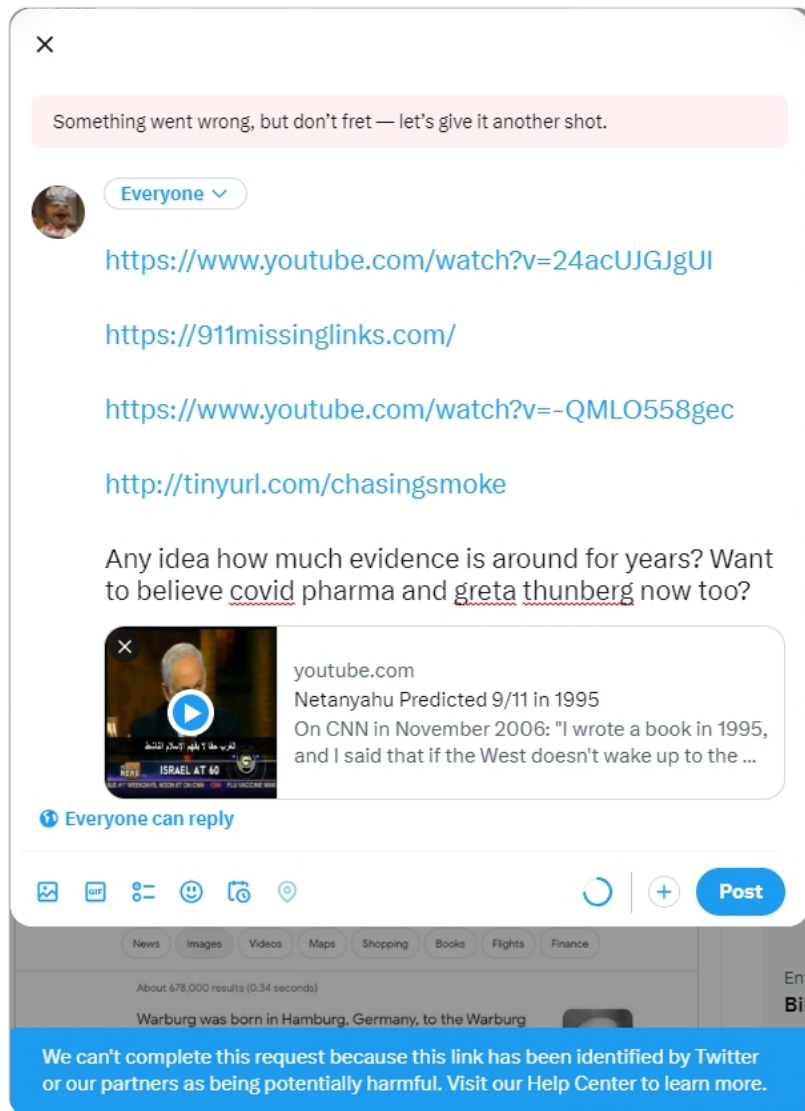 Something went wrong, but don't fret — let's give it another shot.
Everyone
https://www.youtube.com/watch?v=24acUJGJgUI
https://911missinglinks.com/
https://www.youtube.com/watch?v=-QMLO558gec
http://tinyurl.com/chasingsmoke
Any idea how much evidence is around for years? Want
to believe covid pharma and greta thunberg now too?
youtube.com
Netanyahu Predicted 9/11 in 1995
On CNN in November 2006: "I wrote a book in 1995,
and I said that if the West doesn't wake up to the ...
ISRAEL AT 60
Everyone can reply
GIF
Post
News Images Videos Maps Shopping Books Flights Finance
About 678,000 results (0.34 seconds)
Warburg was born in Hamburg, Germany, to the Warburg
We can't complete this request because this link has been identified by Twitter
or our partners as being potentially harmful. Visit our Help Center to learn more.